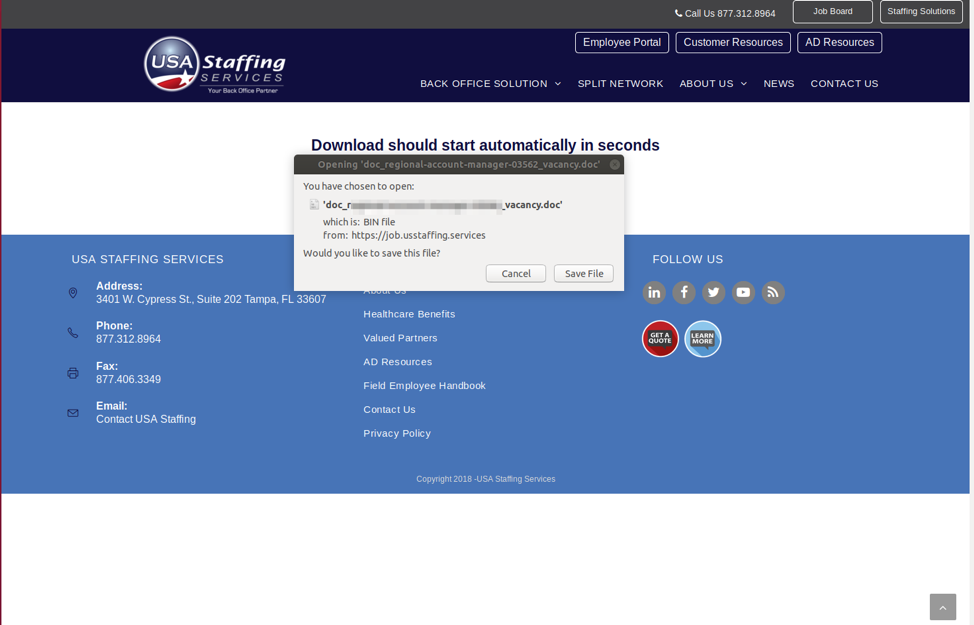 Call Us 877.312.8964
Job Board
Staffing Solutions
Employee Portal
Customer Resources
AD Resources
USA Staffing
SERVICES
Your Back Office Partner
BACK OFFICE SOLUTION
SPLIT NETWORK
ABOUT US
NEWS
CONTACT US
Download should start automatically in seconds
Opening 'doc_regional-account-manager-03562_vacancy.doc'
You have chosen to open:
'doc_r _vacancy.doc'
which is: BIN file
from: https://job.usstaffing.services
Would you like to save this file?
Cancel
Save File
USA STAFFING SERVICES
Address:
3401 W. Cypress St., Suite 202 Tampa, FL 33607
Phone:
877.312.8964
Fax:
877.406.3349
Email:
Contact USA Staffing
About Us
Healthcare Benefits
Valued Partners
AD Resources
Field Employee Handbook
Contact Us
Privacy Policy
FOLLOW US
GET A
QUOTE
LEARN
MORE
Copyright 2018 -USA Staffing Services